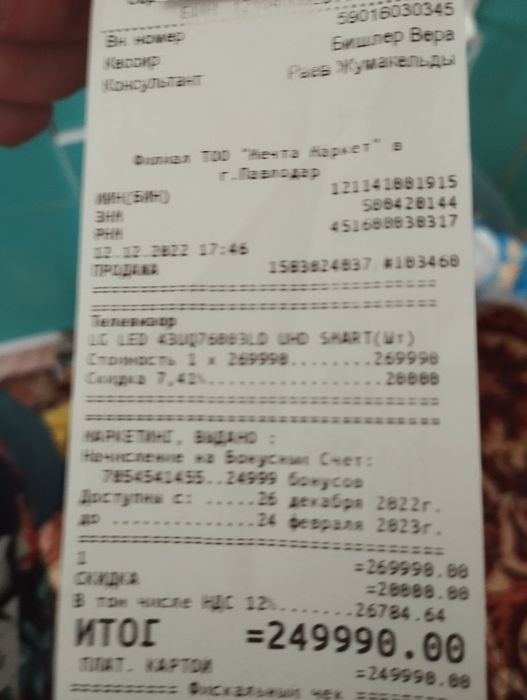 Вн. номер 59016030345
Кассир Бишлер Вера
Консультант Раев Жумакельды
Филиал ТОО "Мечта Маркет" в
г.Павлодар
ИИН(БИН) 121141001915
ЗНМ 500420144
РНМ 451600030317
12.12.2022 17:46
ПРОДАЖА 1583024037 #103460
================================
================================
Телевизор
LG LED 43UQ76003LD UHD SMART(Шт)
Стоимость 1 x 269990........269990
Скидка 7,41%..................20000
================================
================================
МАРКЕТИНГ, ВЫДАНО :
Начисление на Бонусный Счет:
7054541455..24999 бонусов
Доступны с: .....26 декабря 2022г.
до ..............24 февраля 2023г.
================================
1 =269990.00
СКИДКА =20000.00
В том числе НДС 12%.......26784.64
ИТОГ =249990.00
ПЛАТ. КАРТОЙ =249990.00
========== Фискальный чек ==========